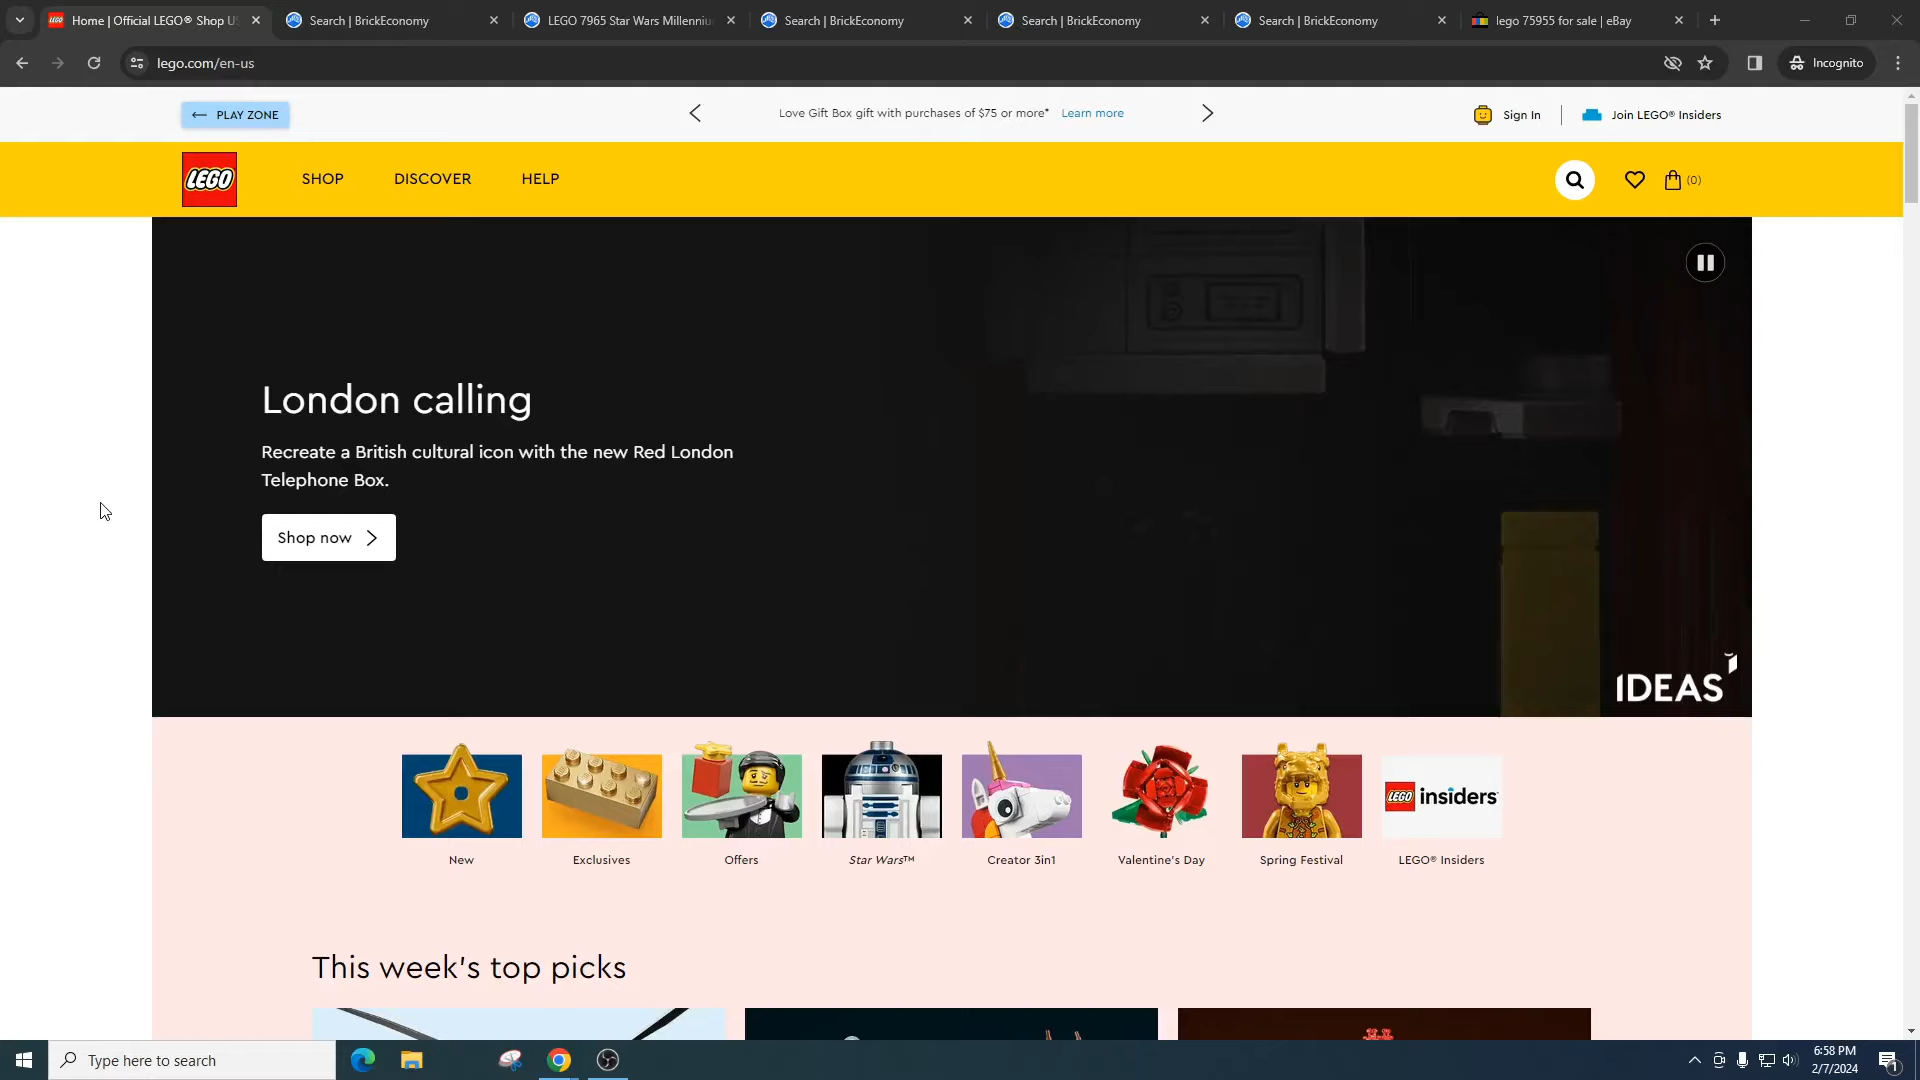 Home | Official LEGO® Shop U
Search | BrickEconomy
LEGO 7965 Star Wars Millenniu
Search | BrickEconomy
Search | BrickEconomy
Search | BrickEconomy
lego 75955 for sale | eBay
lego.com/en-us
Incognito
PLAY ZONE
Love Gift Box gift with purchases of $75 or more* Learn more
Sign In
Join LEGO® Insiders
LEGO
SHOP
DISCOVER
HELP
(0)
London calling
Recreate a British cultural icon with the new Red London
Telephone Box.
Shop now
IDEAS
LEGO insiders
New
Exclusives
Offers
Star Wars™
Creator 3in1
Valentine's Day
Spring Festival
LEGO® Insiders
This week's top picks
Type here to search
6:58 PM
2/7/2024
1